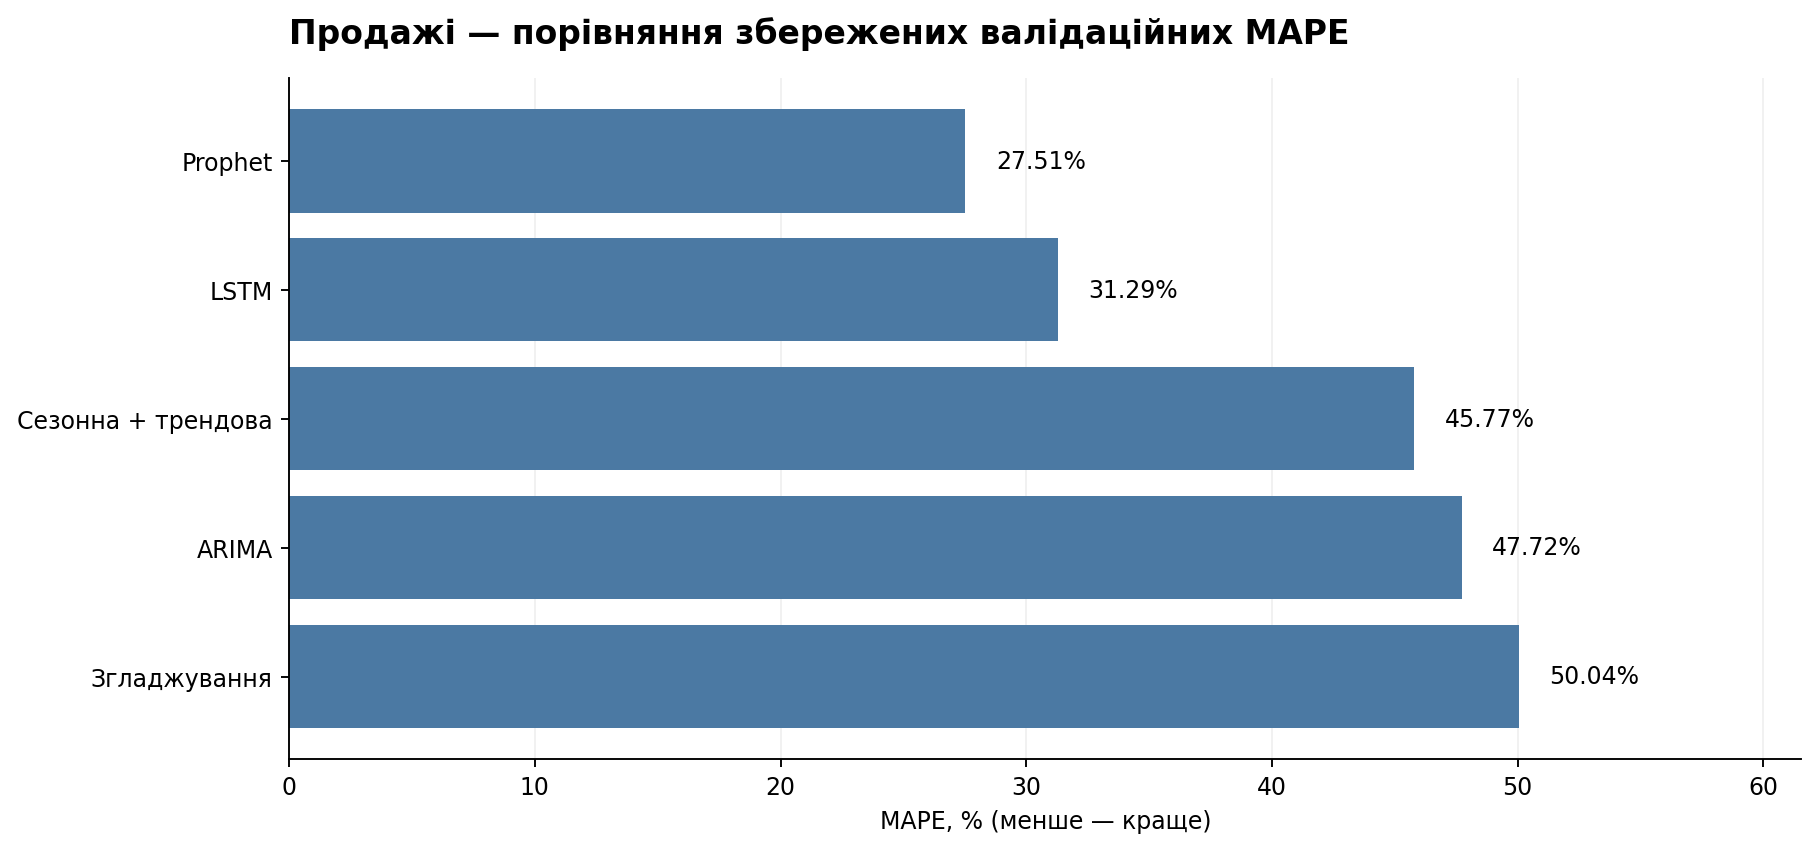 Продажі — порівняння збережених валідаційних MAPE
Prophet
27.51%
LSTM
31.29%
Сезонна + трендова
45.77%
ARIMA
47.72%
Згладжування
50.04%
0 10 20 30 40 50 60
MAPE, % (менше — краще)